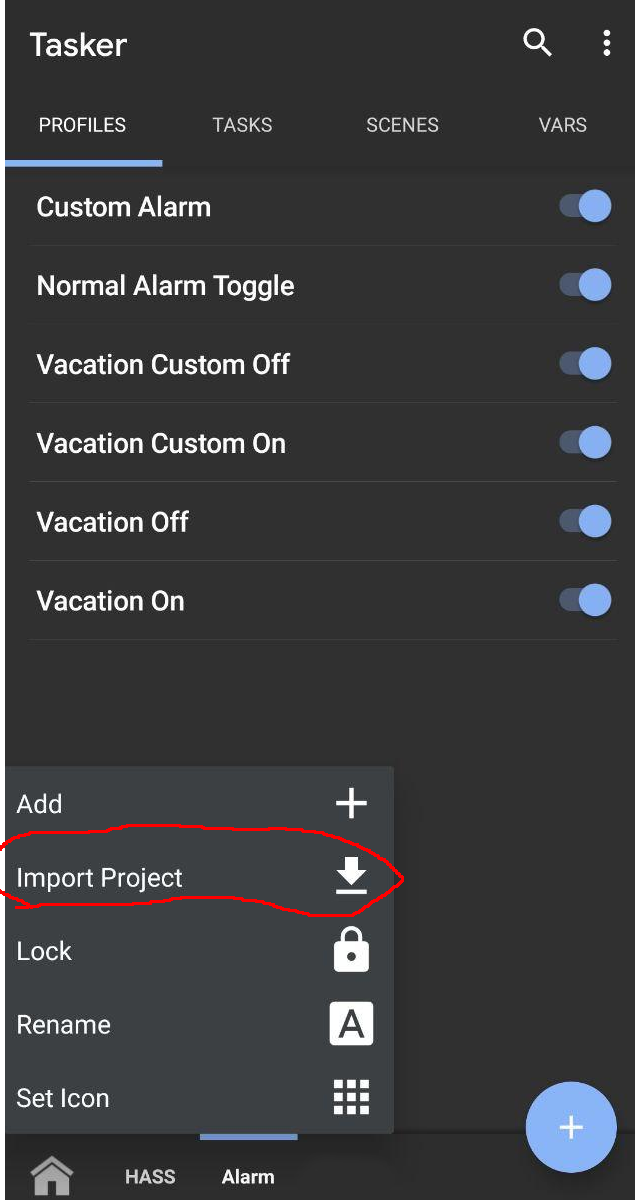 Tasker
PROFILES TASKS SCENES VARS
Custom Alarm
Normal Alarm Toggle
Vacation Custom Off
Vacation Custom On
Vacation Off
Vacation On
Add
Import Project
Lock
Rename
A
Set Icon
HASS Alarm